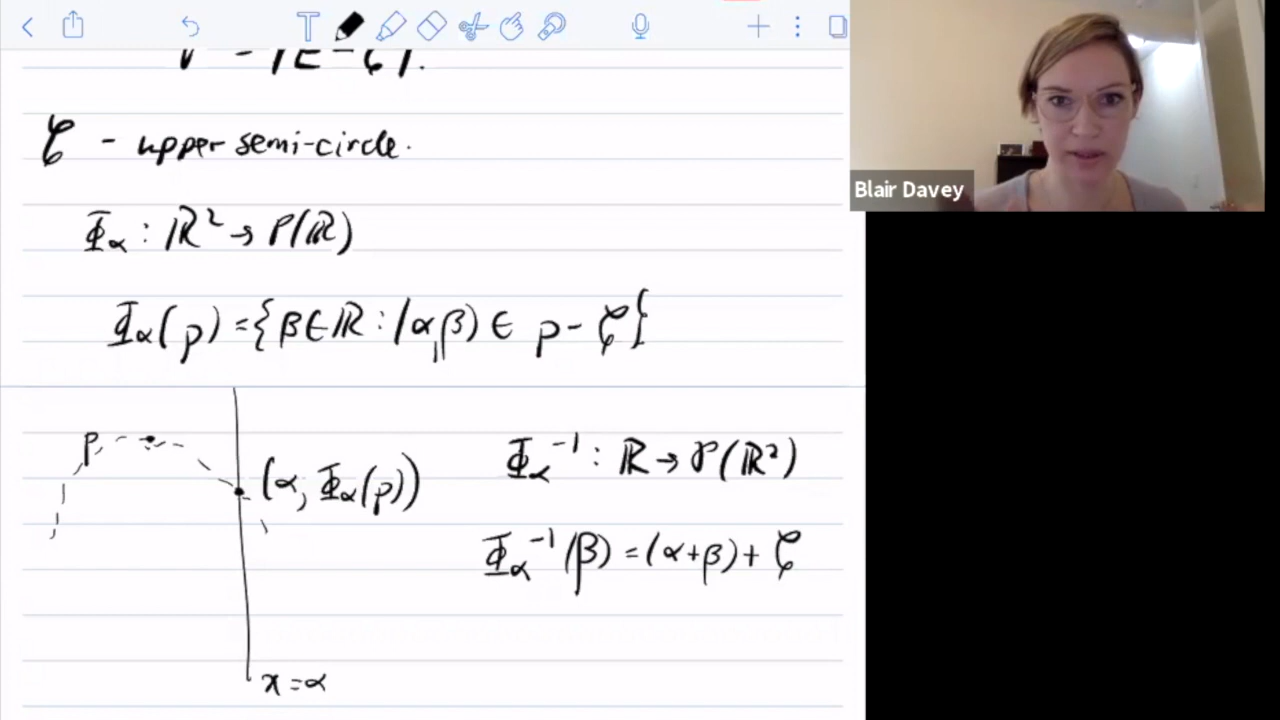 𝒞 - upper semi-circle.
Φ_α : ℝ² → P(ℝ)
Φ_α(p) = {β ∈ ℝ : (α, β) ∈ p - 𝒞}
p
(α, Φ_α(p))
x = α
Φ_α⁻¹ : ℝ → P(ℝ²)
Φ_α⁻¹(β) = (α+β) + 𝒞
Blair Davey